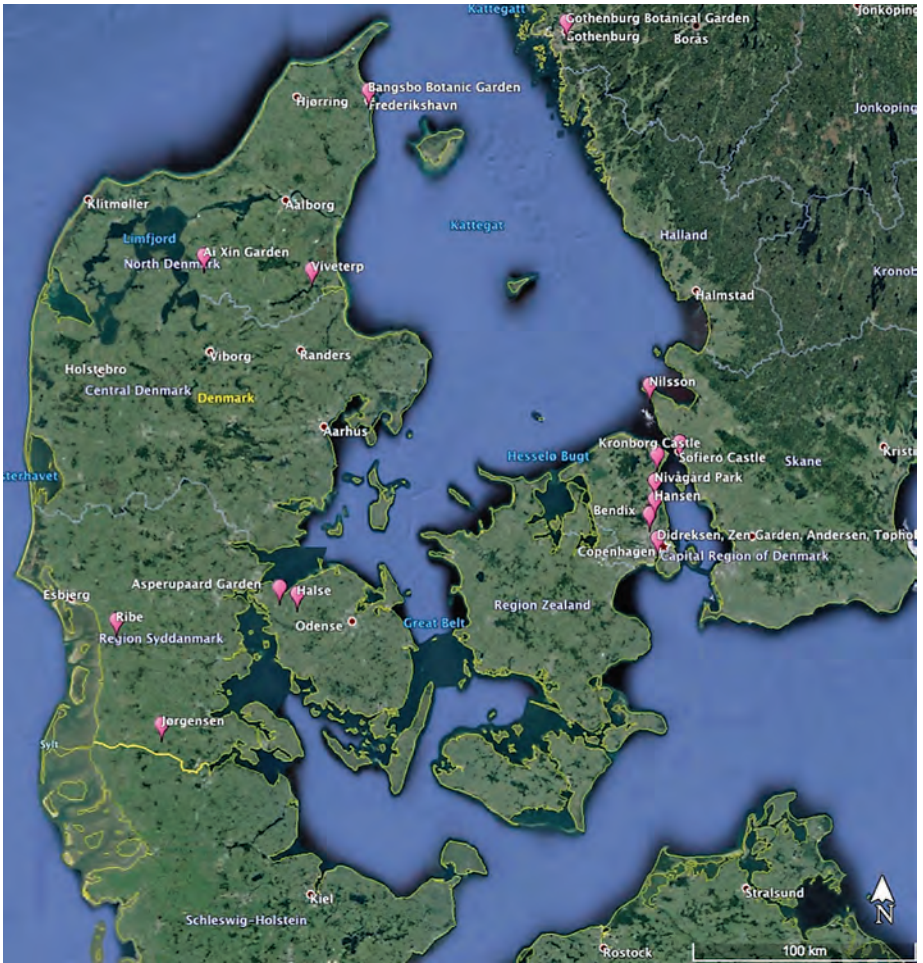 Kattegatt
Gothenburg Botanical Garden
Gothenburg
Borås
Jönköping
Bangsbo Botanic Garden
Hjørring
Frederikshavn
Jonkoping
Klitmøller
Aalborg
Limfjord
Kattegat
Halland
Ai Xin Garden
North Denmark
Viveterp
Kronob
Halmstad
Viborg
Randers
Holstebro
Central Denmark
Denmark
Nilsson
Aarhus
Kronborg Castle
Hesselø Bugt
Sofiero Castle
Skane
Kristi
sterhavet
Nivågård Park
Hansen
Bendix
Didreksen, Zen Garden, Andersen, Tøphol
Copenhagen
Capital Region of Denmark
Asperupaard Garden
Halse
Esbjerg
Ribe
Odense
Great Belt
Region Zealand
Region Syddanmark
Jørgensen
Sylt
Kiel
Stralsund
Schleswig-Holstein
N
Rostock
100 km